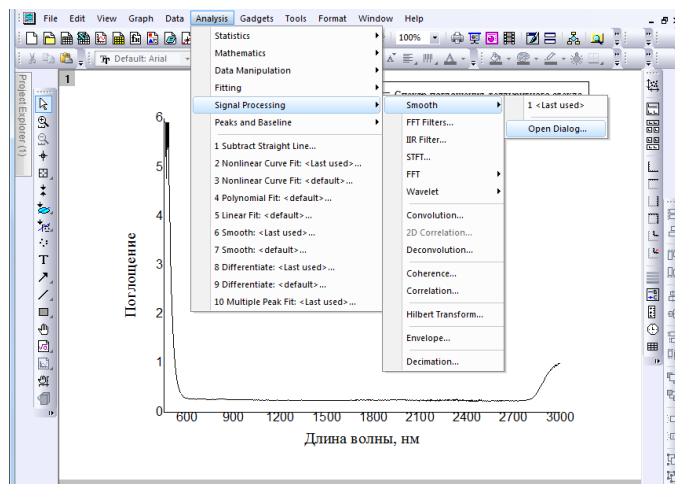 File Edit View Graph Data Analysis Gadgets Tools Format Window Help
100%
Default: Arial
Project Explorer (1)
1
Statistics
Mathematics
Data Manipulation
Fitting
Signal Processing
Peaks and Baseline
1 Subtract Straight Line...
2 Nonlinear Curve Fit: <Last used>...
3 Nonlinear Curve Fit: <default>...
4 Polynomial Fit: <default>...
5 Linear Fit: <default>...
6 Smooth: <Last used>...
7 Smooth: <default>...
8 Differentiate: <Last used>...
9 Differentiate: <default>...
10 Multiple Peak Fit: <Last used>...
Smooth
FFT Filters...
IIR Filter...
STFT...
FFT
Wavelet
Convolution...
2D Correlation...
Deconvolution...
Coherence...
Correlation...
Hilbert Transform...
Envelope...
Decimation...
1 <Last used>
Open Dialog...
Поглощение
6
5
4
3
2
1
0
600 900 1200 1500 1800 2100 2400 2700 3000
Длина волны, нм